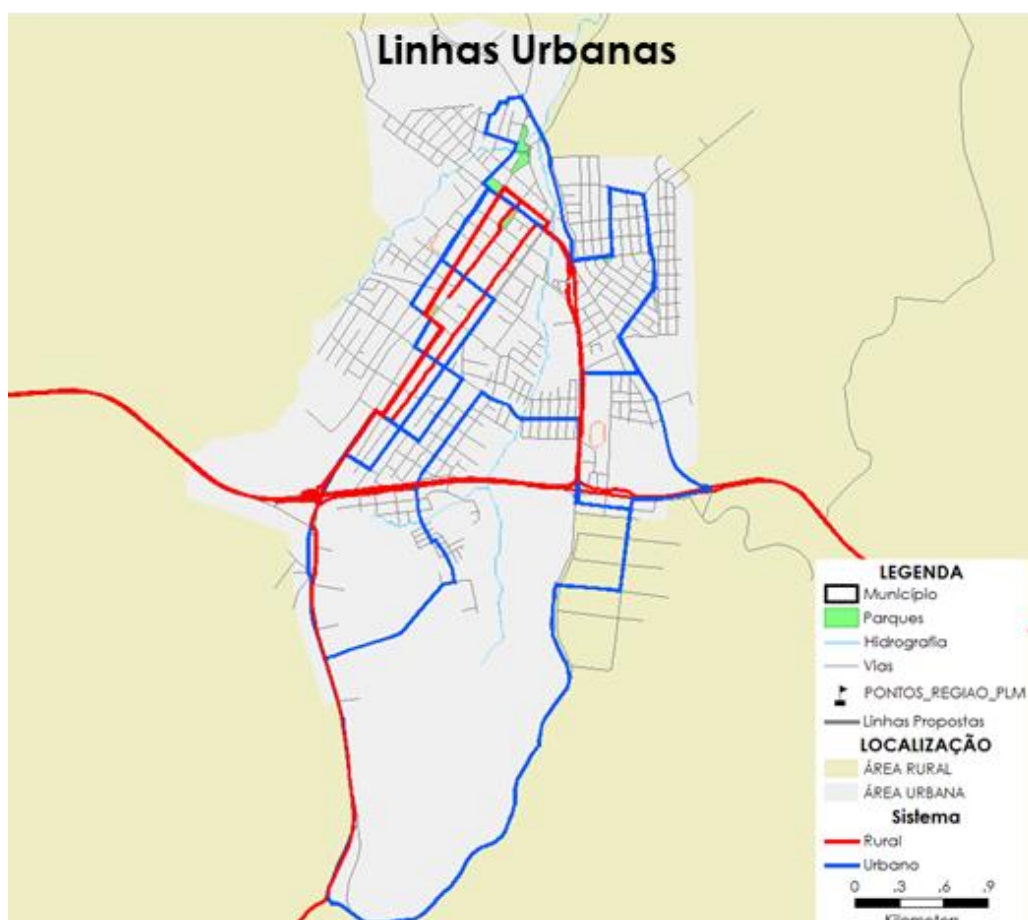 Linhas Urbanas
LEGENDA
Município
Parques
Hidrografia
Vias
PONTOS_REGIAO_PLM
Linhas Propostas
LOCALIZAÇÃO
ÁREA RURAL
ÁREA URBANA
Sistema
Rural
Urbano
0 .3 .6 .9